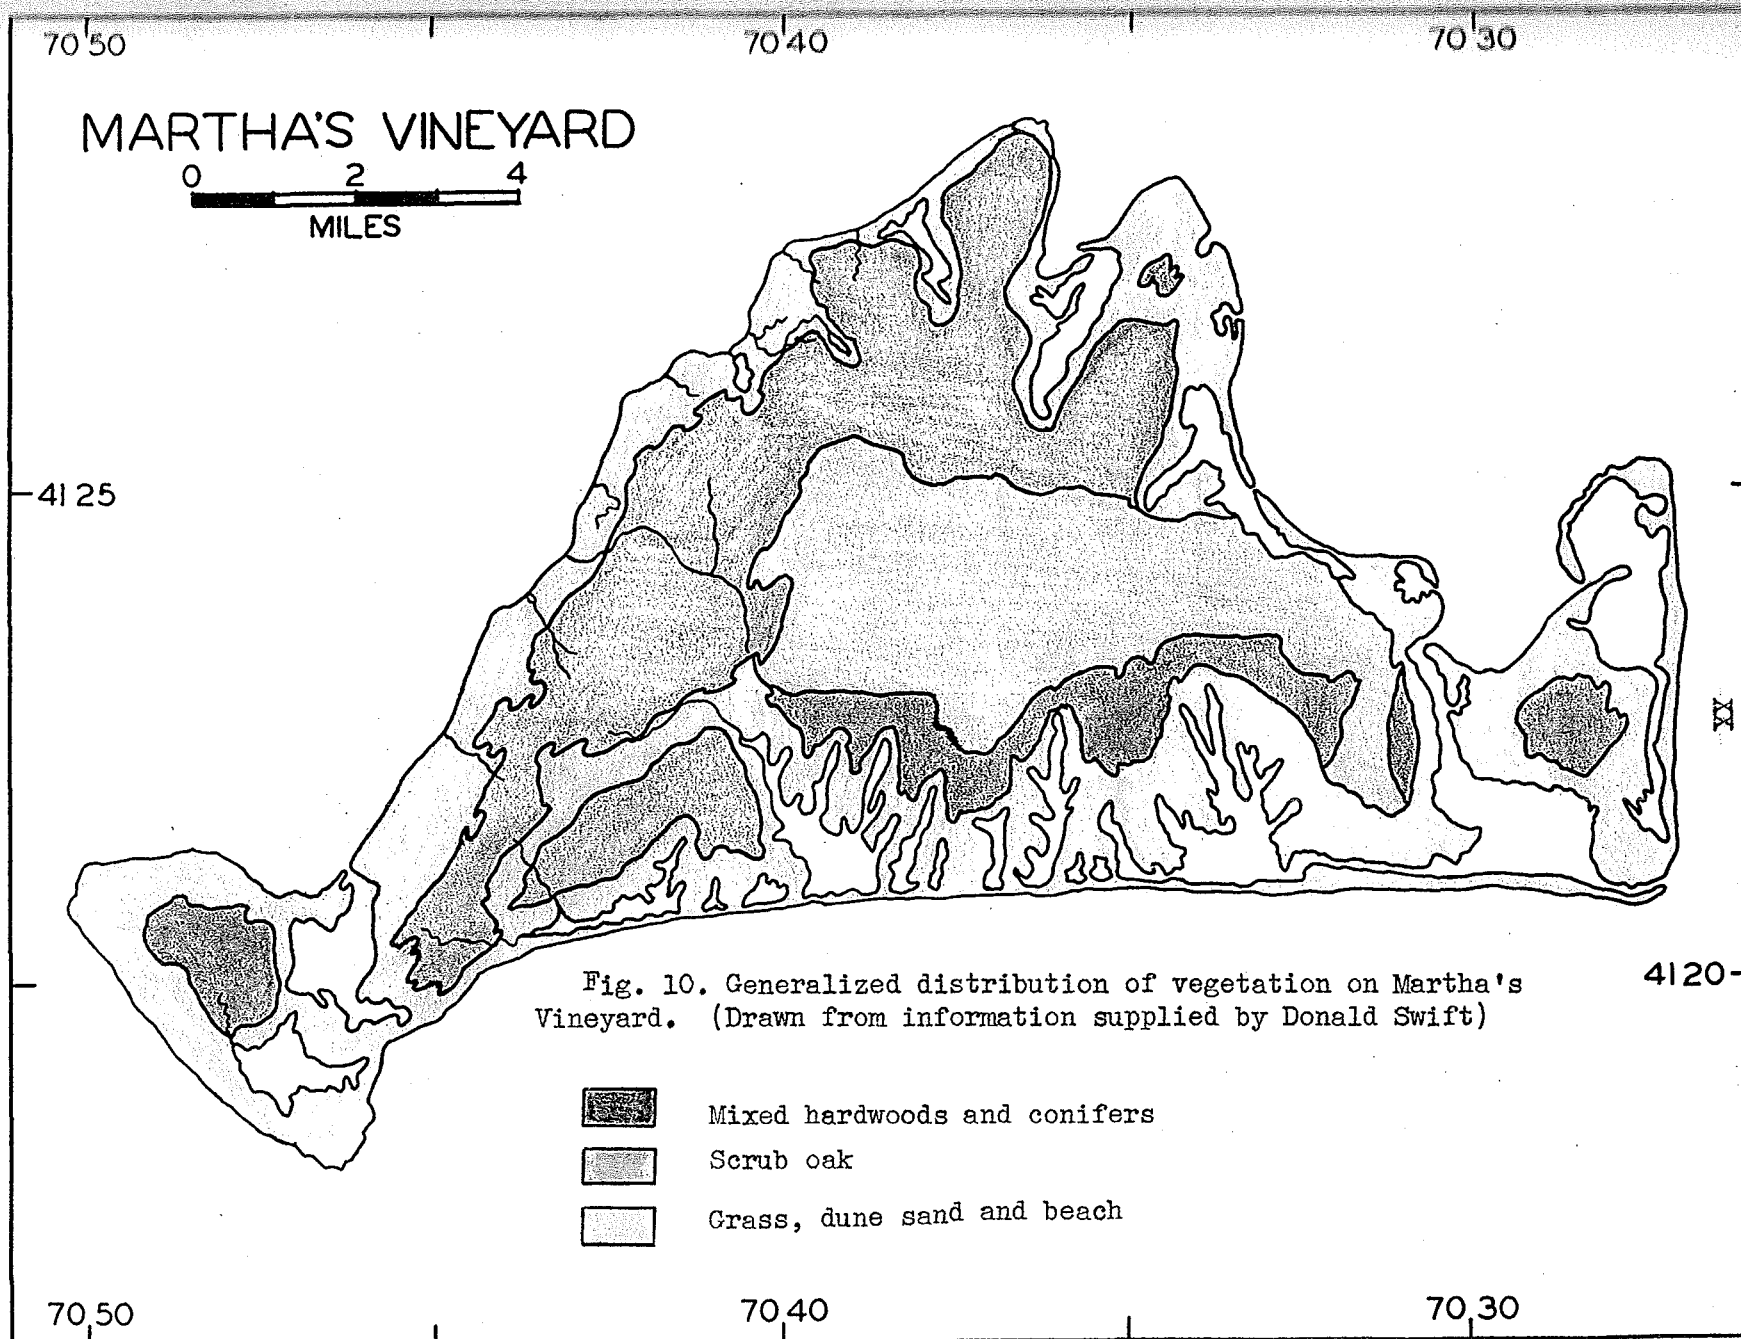 70 50 70 40 70 30
MARTHA'S VINEYARD
0 2 4
MILES
41 25
XX
41 20
Fig. 10. Generalized distribution of vegetation on Martha's
Vineyard. (Drawn from information supplied by Donald Swift)
Mixed hardwoods and conifers
Scrub oak
Grass, dune sand and beach
70 50 70 40 70 30